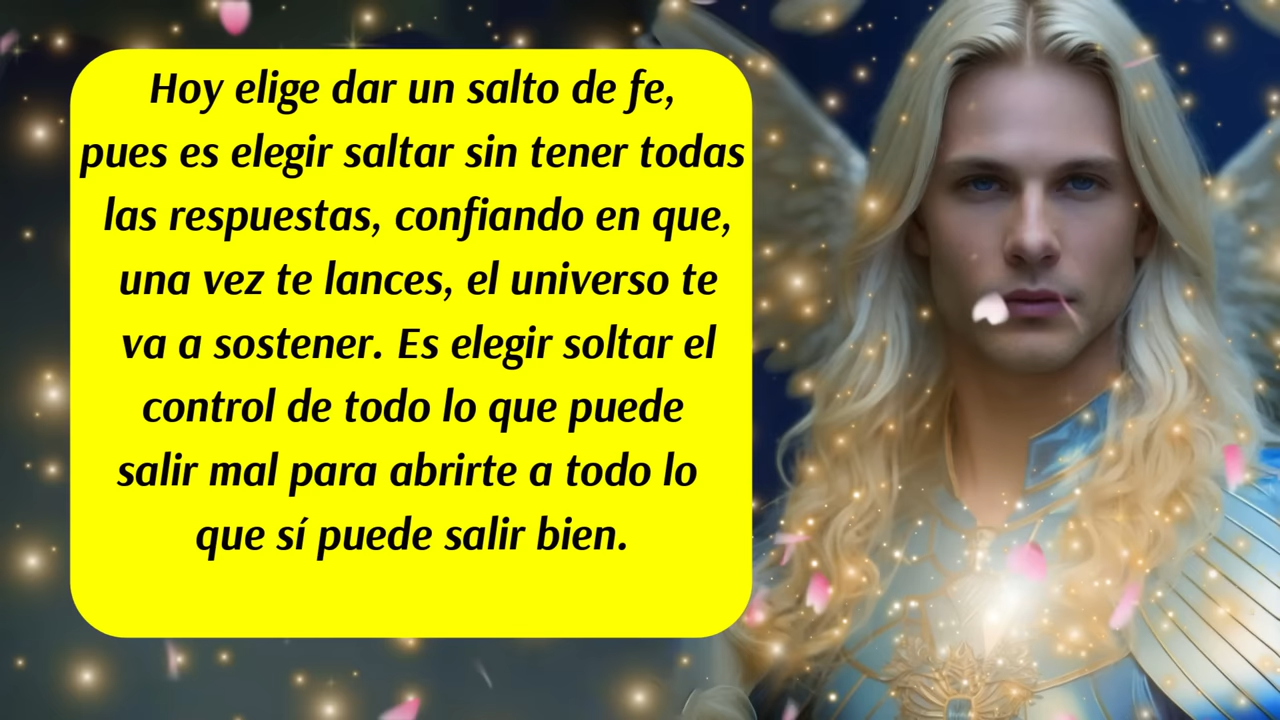 Hoy elige dar un salto de fe,
pues es elegir saltar sin tener todas
las respuestas, confiando en que,
una vez te lances, el universo te
va a sostener. Es elegir soltar el
control de todo lo que puede
salir mal para abrirte a todo lo
que sí puede salir bien.